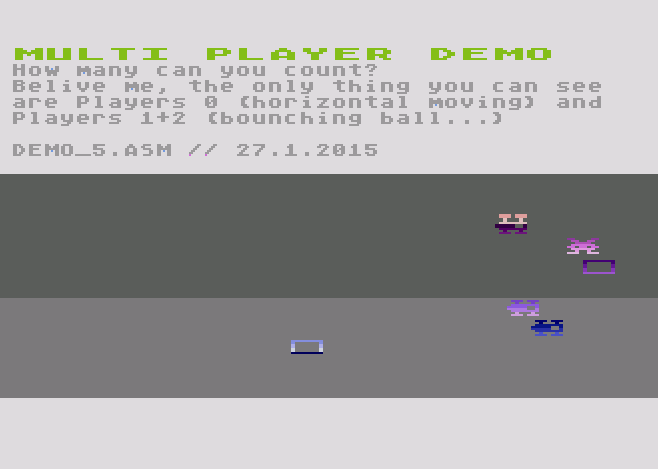 MULTI PLAYER DEMO
How many can you count?
Belive me, the only thing you can see
are Players 0 (horizontal moving) and
Players 1+2 (bounching ball...)
DEMO_5.ASM // 27.1.2015